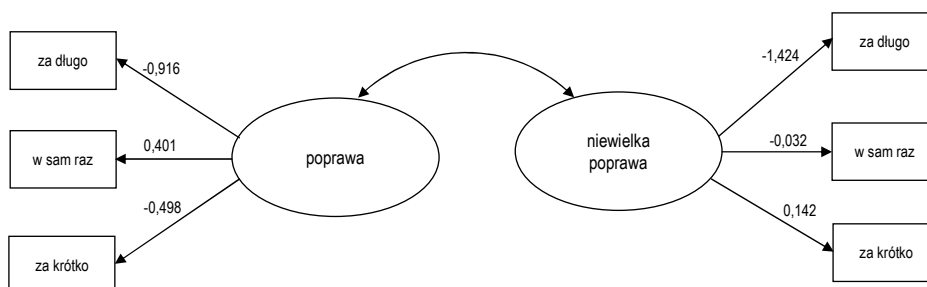 za długo
-0,916
w sam raz
0,401
poprawa
-0,498
za krótko
niewielka
poprawa
-1,424
za długo
-0,032
w sam raz
0,142
za krótko